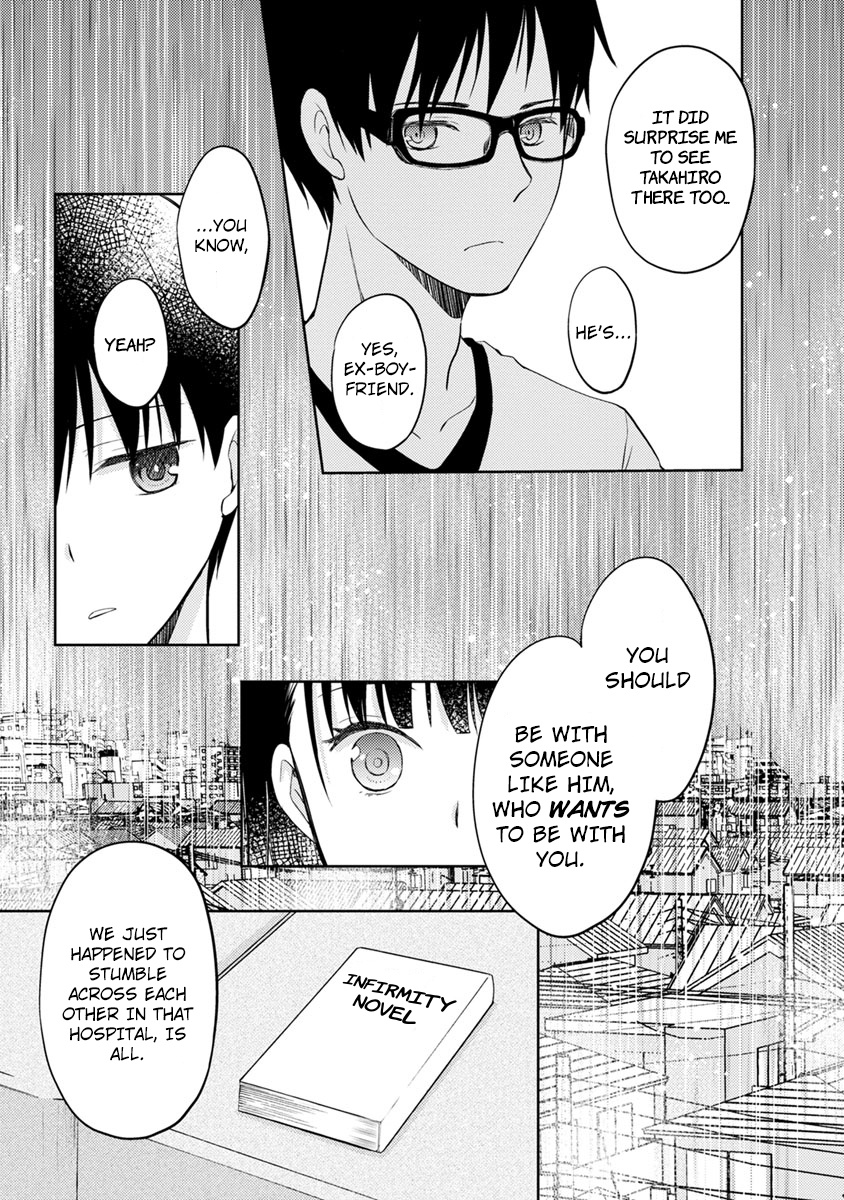 IT DID
SURPRISE ME
TO SEE
TAKAHIRO
THERE TOO..
HE'S...
YES,
EX-BOY-
FRIEND.
...YOU
KNOW,
YEAH?
YOU
SHOULD
BE WITH
SOMEONE
LIKE HIM,
WHO WANTS
TO BE WITH
YOU.
WE JUST
HAPPENED TO
STUMBLE
ACROSS EACH
OTHER IN THAT
HOSPITAL, IS
ALL.
INFIRMITY
NOVEL